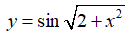 y = sin √(2 + x²)